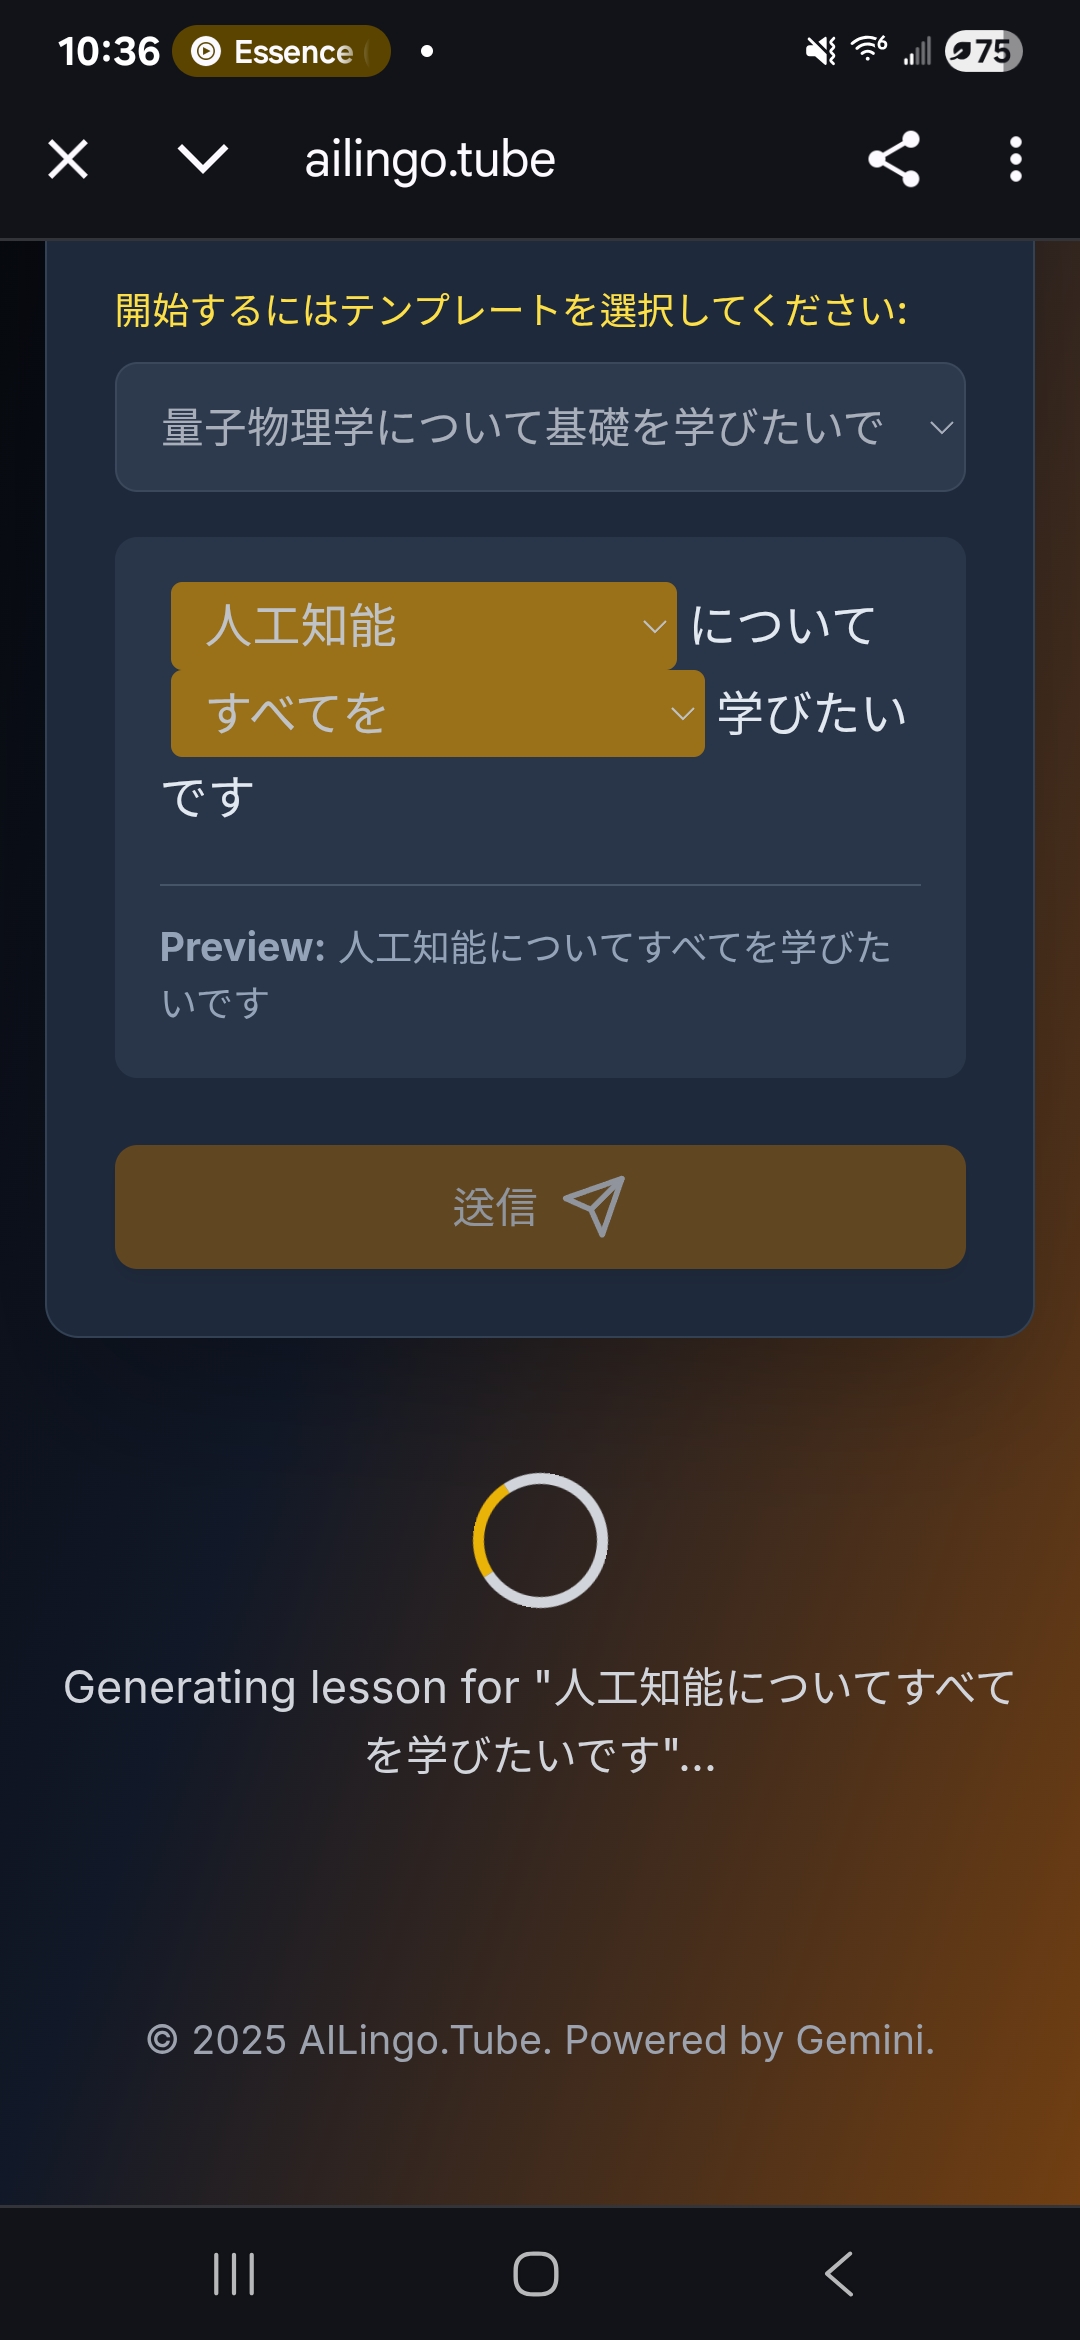 10:36 Essence 75
ailingo.tube
開始するにはテンプレートを選択してください:
量子物理学について基礎を学びたいで
人工知能 について
すべてを 学びたい
です
Preview: 人工知能についてすべてを学びた
いです
送信
Generating lesson for "人工知能についてすべて
を学びたいです"...
© 2025 AILingo.Tube. Powered by Gemini.